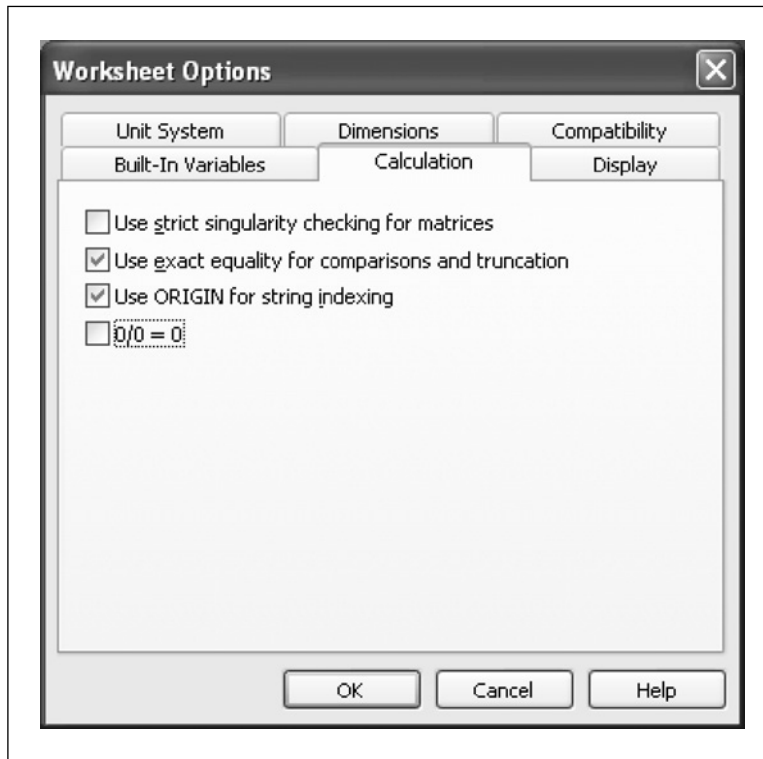 Worksheet Options
Unit System Dimensions Compatibility
Built-In Variables Calculation Display
Use strict singularity checking for matrices
Use exact equality for comparisons and truncation
Use ORIGIN for string indexing
0/0 = 0
OK Cancel Help